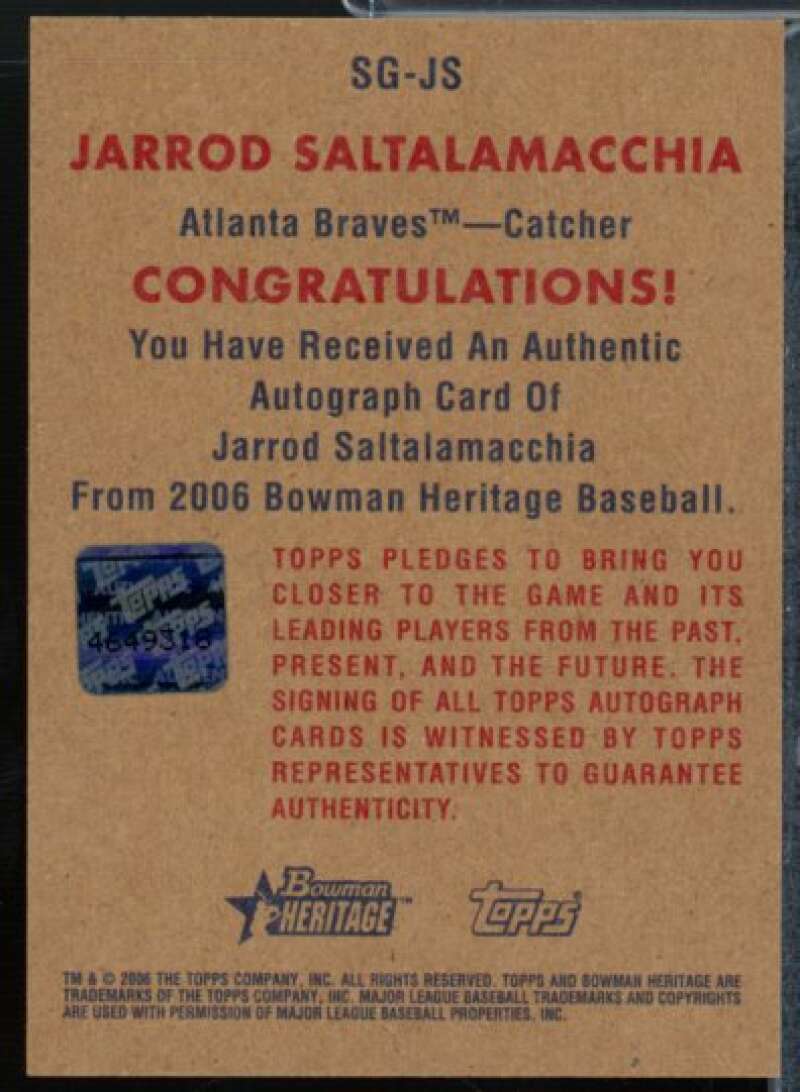 SG-JS
JARROD SALTALAMACCHIA
Atlanta Braves™—Catcher
CONGRATULATIONS!
You Have Received An Authentic
Autograph Card Of
Jarrod Saltalamacchia
From 2006 Bowman Heritage Baseball.
Topps
4649316
TOPPS PLEDGES TO BRING YOU
CLOSER TO THE GAME AND ITS
LEADING PLAYERS FROM THE PAST,
PRESENT, AND THE FUTURE. THE
SIGNING OF ALL TOPPS AUTOGRAPH
CARDS IS WITNESSED BY TOPPS
REPRESENTATIVES TO GUARANTEE
AUTHENTICITY.
Bowman
HERITAGE™
Topps®
TM & © 2006 THE TOPPS COMPANY, INC. ALL RIGHTS RESERVED. TOPPS AND BOWMAN HERITAGE ARE
TRADEMARKS OF THE TOPPS COMPANY, INC. MAJOR LEAGUE BASEBALL TRADEMARKS AND COPYRIGHTS
ARE USED WITH PERMISSION OF MAJOR LEAGUE BASEBALL PROPERTIES, INC.